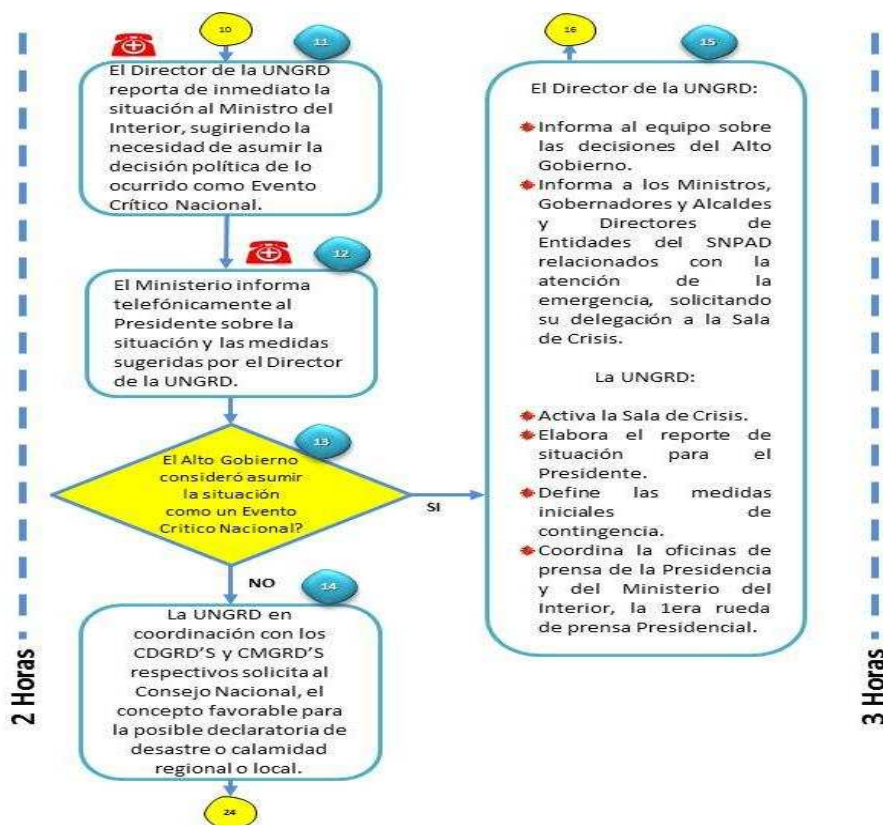 10
11
El Director de la UNGRD
reporta de inmediato la
situación al Ministro del
Interior, sugiriendo la
necesidad de asumir la
decisión política de lo
ocurrido como Evento
Crítico Nacional.
12
El Ministerio informa
telefónicamente al
Presidente sobre la
situación y las medidas
sugeridas por el Director
de la UNGRD.
13
El Alto Gobierno
consideró asumir
la situación
como un Evento
Critico Nacional?
SI
NO
14
La UNGRD en
coordinación con los
CDGRD'S y CMGRD'S
respectivos solicita al
Consejo Nacional, el
concepto favorable para
la posible declaratoria de
desastre o calamidad
regional o local.
24
2 Horas
16
15
El Director de la UNGRD:
Informa al equipo sobre
las decisiones del Alto
Gobierno.
Informa a los Ministros,
Gobernadores y Alcaldes
y Directores de
Entidades del SNPAD
relacionados con la
atención de la
emergencia, solicitando
su delegación a la Sala
de Crisis.
La UNGRD:
Activa la Sala de Crisis.
Elabora el reporte de
situación para el
Presidente.
Define las medidas
iniciales de
contingencia.
Coordina la oficinas de
prensa de la Presidencia
y del Ministerio del
Interior, la 1era rueda
de prensa Presidencial.
3 Horas